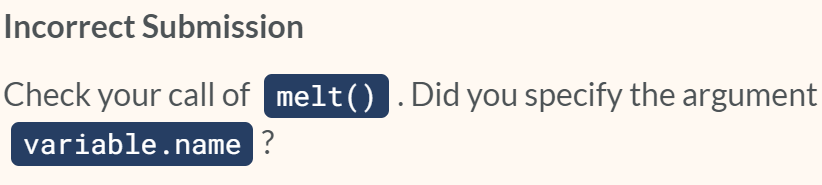 Incorrect Submission
Check your call of melt() . Did you specify the argument
variable.name ?